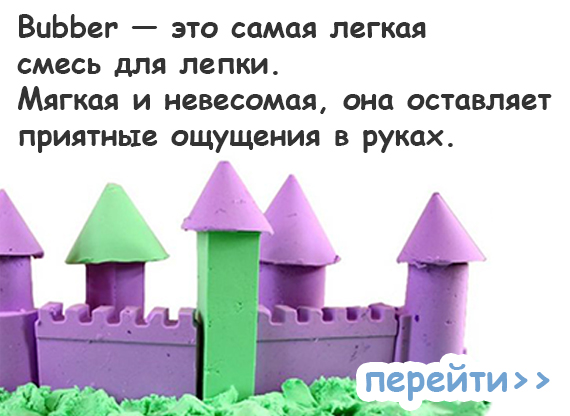 Bubber — это самая легкая
смесь для лепки.
Мягкая и невесомая, она оставляет
приятные ощущения в руках.
перейти>>